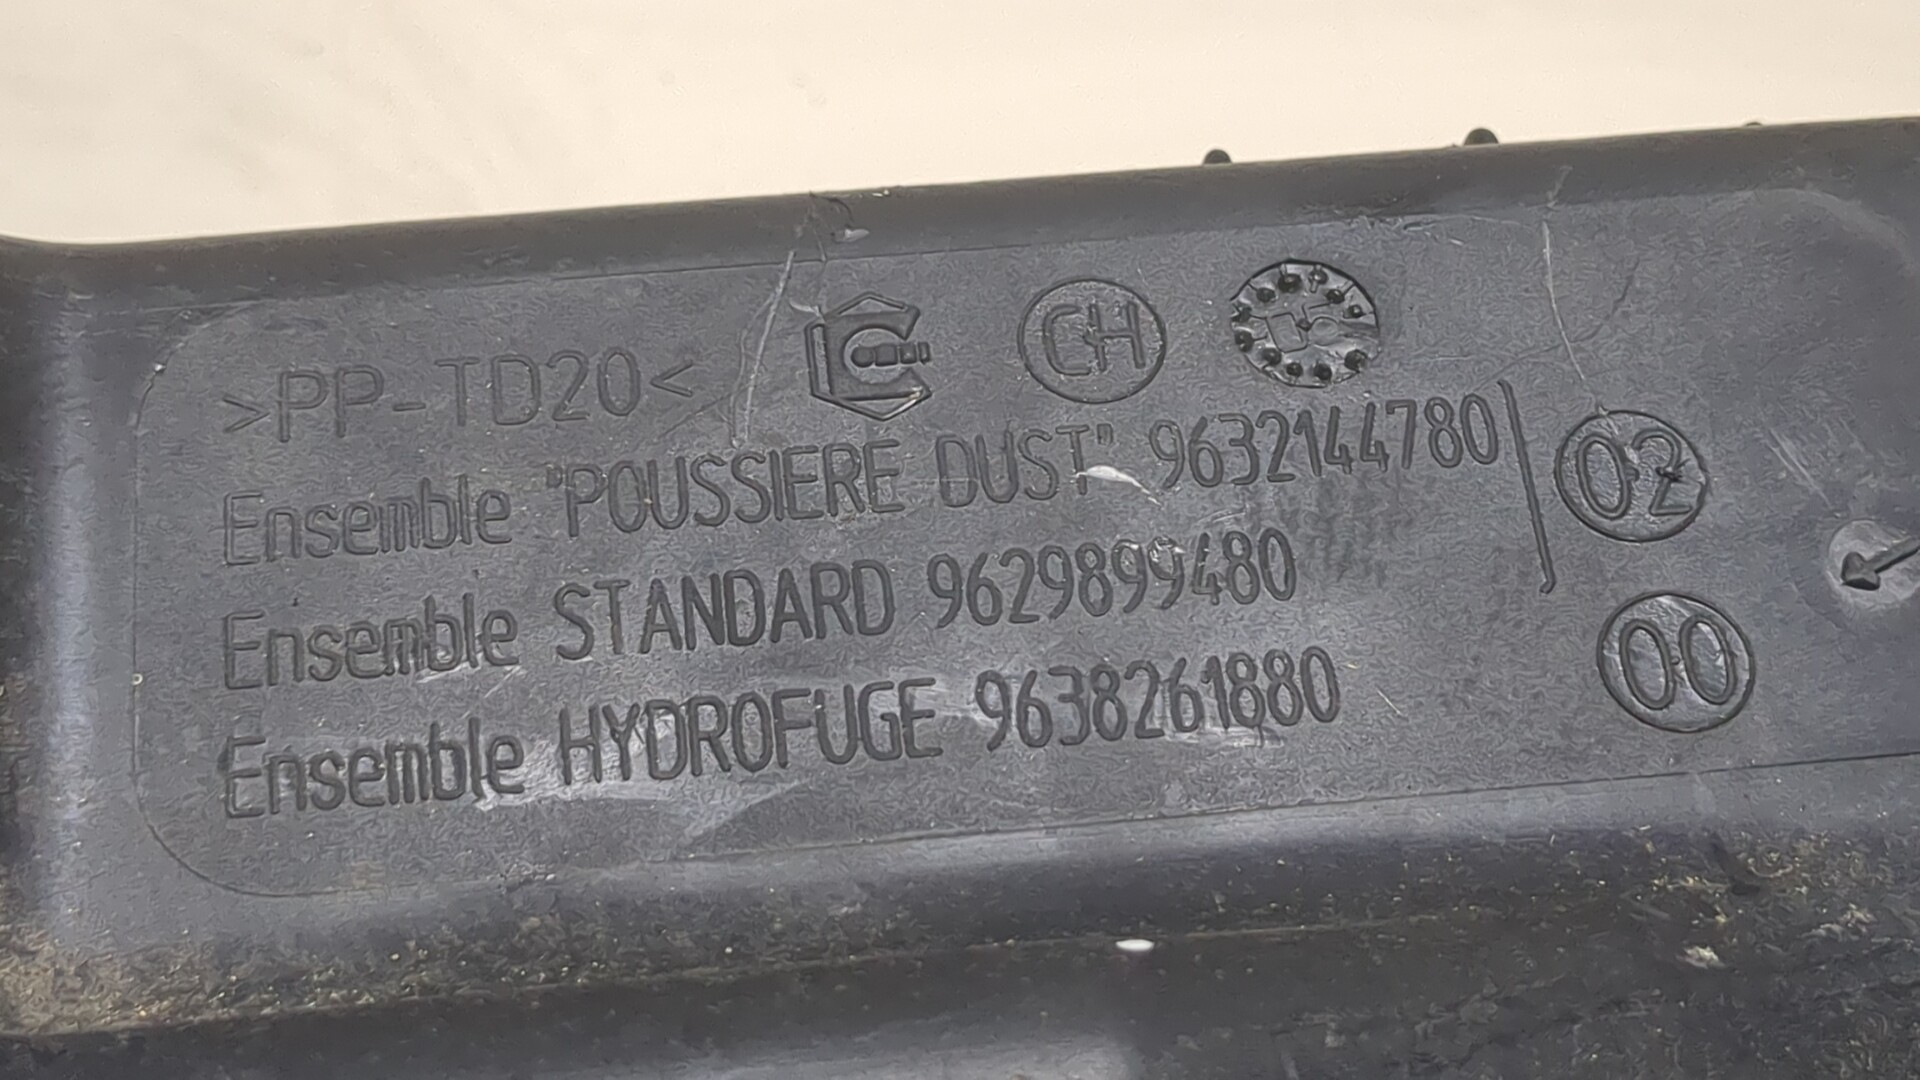 >PP-TD20< CH
Ensemble "POUSSIERE DUST" 9632144780 02
Ensemble STANDARD 9629899480
Ensemble HYDROFUGE 9638261880 00